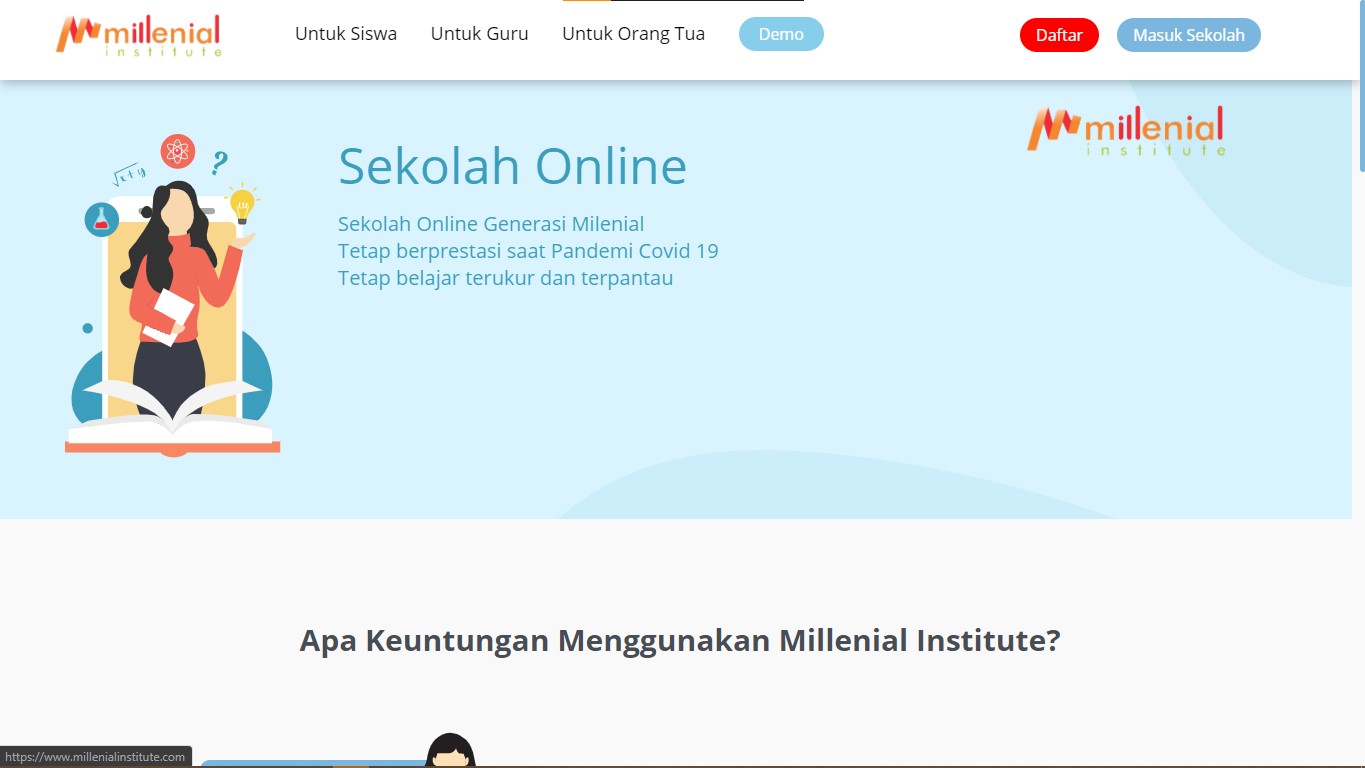 millenial
institute
Untuk Siswa
Untuk Guru
Untuk Orang Tua
Demo
Daftar
Masuk Sekolah
millenial
institute
√x+y
?
Sekolah Online
Sekolah Online Generasi Milenial
Tetap berprestasi saat Pandemi Covid 19
Tetap belajar terukur dan terpantau
Apa Keuntungan Menggunakan Millenial Institute?
https://www.millenialinstitute.com